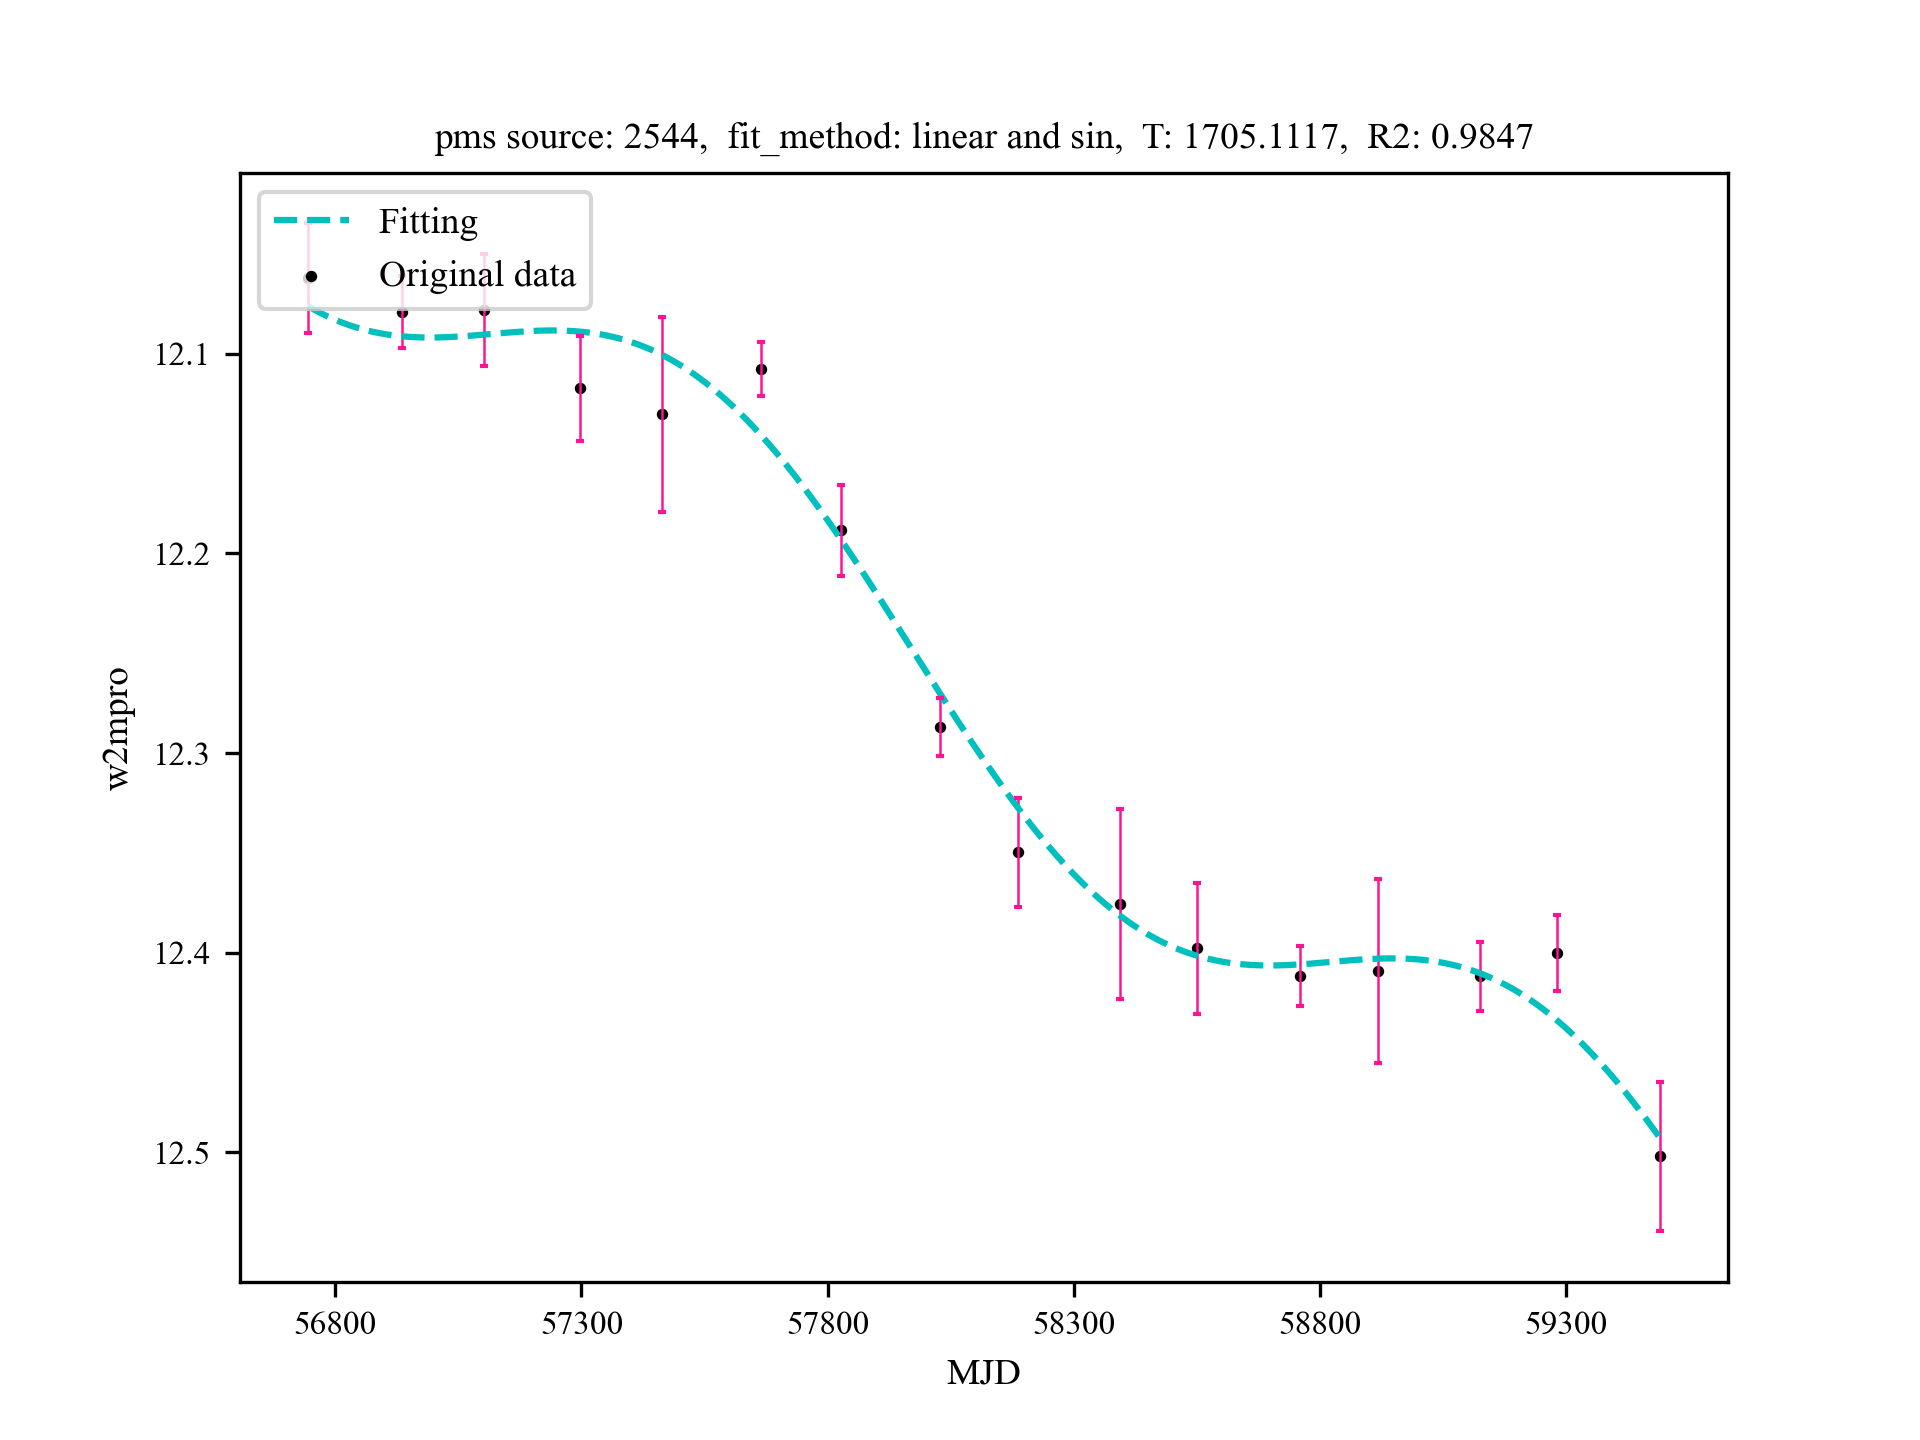 pms source: 2544,  fit_method: linear and sin,  T: 1705.1117,  R2: 0.9847
Fitting
Original data
12.1
12.2
12.3
12.4
12.5
w2mpro
56800
57300
57800
58300
58800
59300
MJD